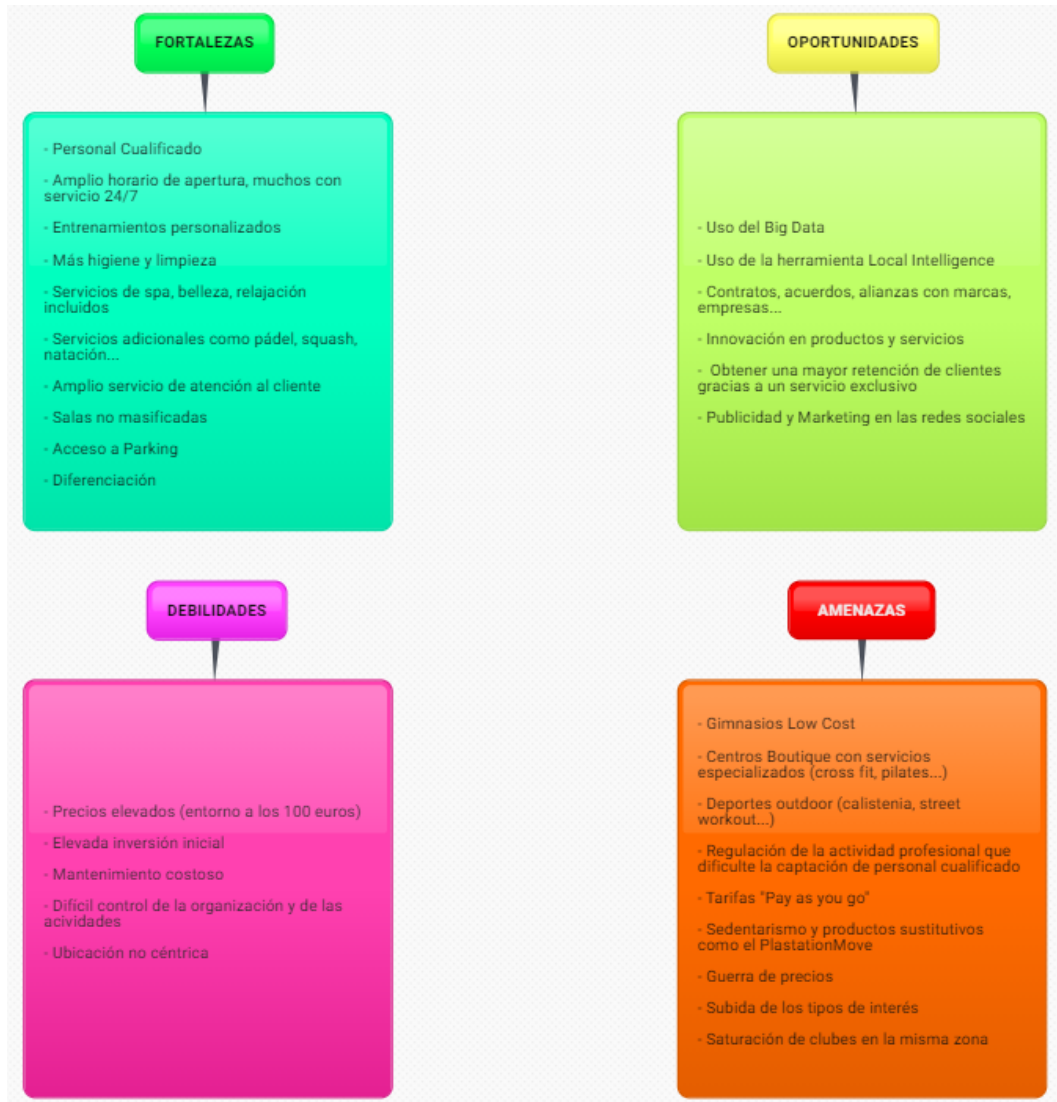 FORTALEZAS
- Personal Cualificado
- Amplio horario de apertura, muchos con
servicio 24/7
- Entrenamientos personalizados
- Más higiene y limpieza
- Servicios de spa, belleza, relajación
incluidos
- Servicios adicionales como pádel, squash,
natación...
- Amplio servicio de atención al cliente
- Salas no masificadas
- Acceso a Parking
- Diferenciación
OPORTUNIDADES
- Uso del Big Data
- Uso de la herramienta Local Intelligence
- Contratos, acuerdos, alianzas con marcas,
empresas...
- Innovación en productos y servicios
- Obtener una mayor retención de clientes
gracias a un servicio exclusivo
- Publicidad y Marketing en las redes sociales
DEBILIDADES
- Precios elevados (entorno a los 100 euros)
- Elevada inversión inicial
- Mantenimiento costoso
- Difícil control de la organización y de las
acividades
- Ubicación no céntrica
AMENAZAS
- Gimnasios Low Cost
- Centros Boutique con servicios
especializados (cross fit, pilates...)
- Deportes outdoor (calistenia, street
workout...)
- Regulación de la actividad profesional que
dificulte la captación de personal cualificado
- Tarifas "Pay as you go"
- Sedentarismo y productos sustitutivos
como el PlastationMove
- Guerra de precios
- Subida de los tipos de interés
- Saturación de clubes en la misma zona